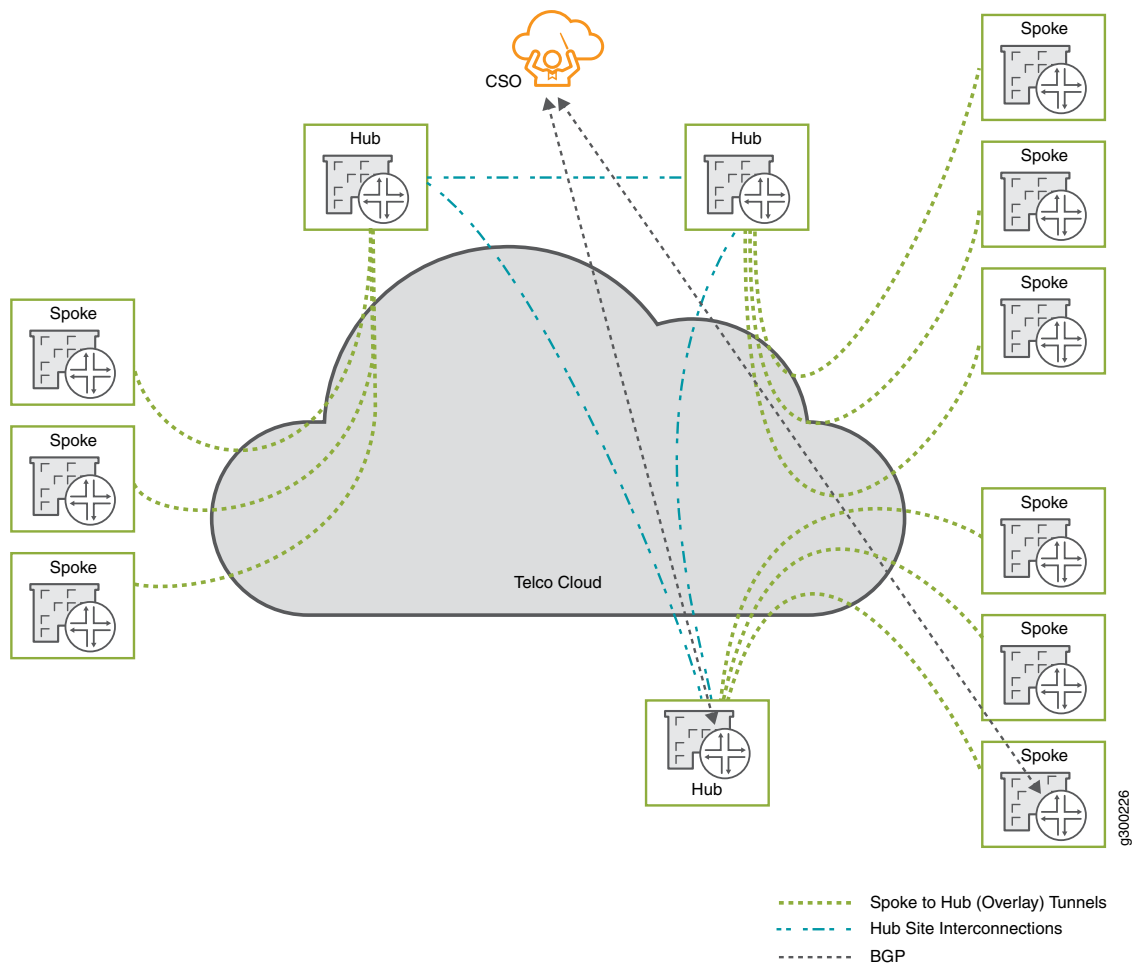 Spoke
CSO
Hub
Hub
Spoke
Spoke
Spoke
Spoke
Spoke
Spoke
Telco Cloud
Spoke
Spoke
Hub
g300226
Spoke to Hub (Overlay) Tunnels
Hub Site Interconnections
BGP